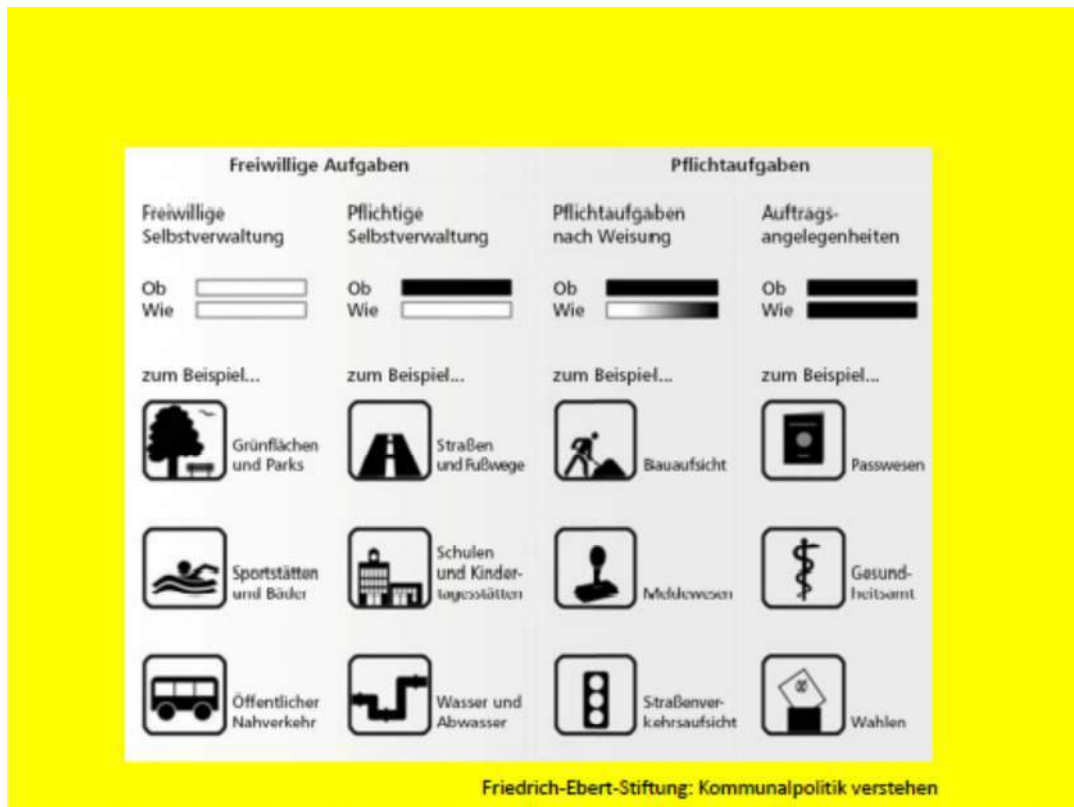 Freiwillige Aufgaben
Pflichtaufgaben
Freiwillige
Selbstverwaltung
Pflichtige
Selbstverwaltung
Pflichtaufgaben
nach Weisung
Auftrags-
angelegenheiten
Ob
Wie
Ob
Wie
Ob
Wie
Ob
Wie
zum Beispiel...
zum Beispiel...
zum Beispiel...
zum Beispiel...
Grünflächen
und Parks
Straßen
und Fußwege
Bauaufsicht
Passwesen
Sportstätten
und Bäder
Schulen
und Kinder-
tagesstätten
Meldewesen
Gesund-
heitsamt
Öffentlicher
Nahverkehr
Wasser und
Abwasser
Straßenver-
kehrsaufsicht
Wahlen
Friedrich-Ebert-Stiftung: Kommunalpolitik verstehen